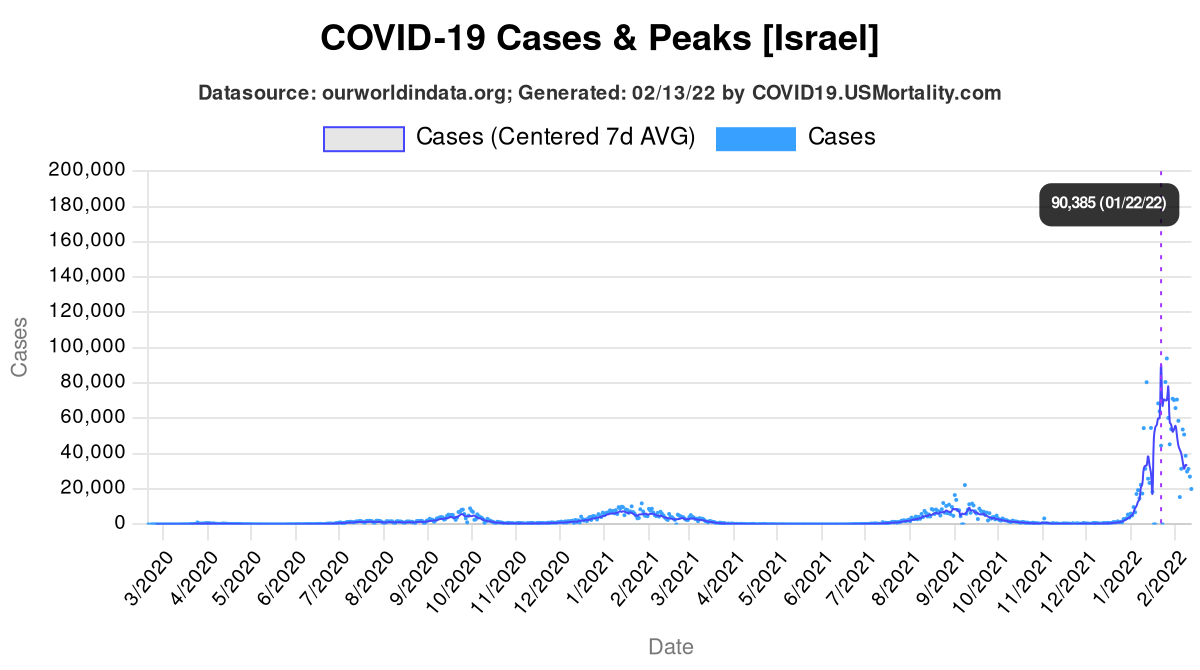 COVID-19 Cases & Peaks [Israel]
Datasource: ourworldindata.org; Generated: 02/13/22 by COVID19.USMortality.com
Cases (Centered 7d AVG) Cases
200,000
180,000
90,385 (01/22/22)
160,000
140,000
120,000
100,000
80,000
60,000
40,000
20,000
0
Cases
3/2020 4/2020 5/2020 6/2020 7/2020 8/2020 9/2020 10/2020 11/2020 12/2020 1/2021 2/2021 3/2021 4/2021 5/2021 6/2021 7/2021 8/2021 9/2021 10/2021 11/2021 12/2021 1/2022 2/2022
Date